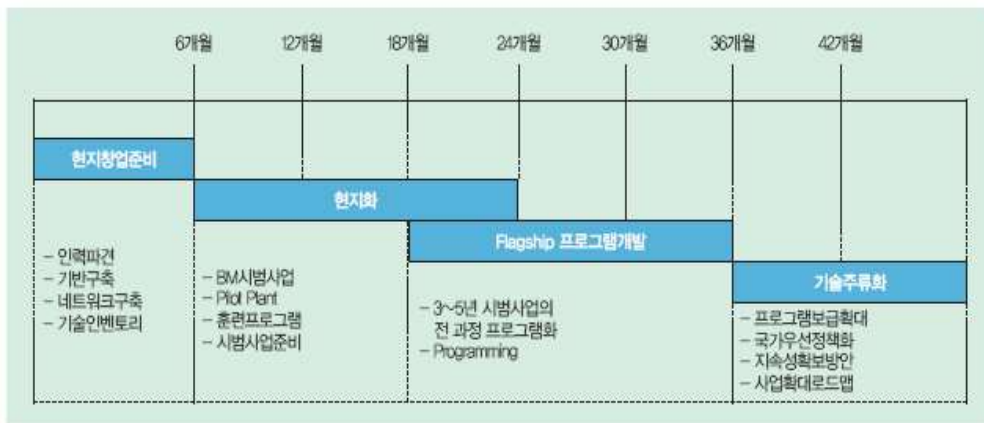 6개월 12개월 18개월 24개월 30개월 36개월 42개월
현지창업준비
현지화
Flagship 프로그램개발
기술주류화
– 인력파견
– 기반구축
– 네트워크구축
– 기술인벤토리
– BM시범사업
– Pilot Plant
– 훈련프로그램
– 시범사업준비
– 3~5년 시범사업의
전 과정 프로그램화
– Programming
– 프로그램보급확대
– 국가우선정책화
– 지속성확보방안
– 사업확대로드맵